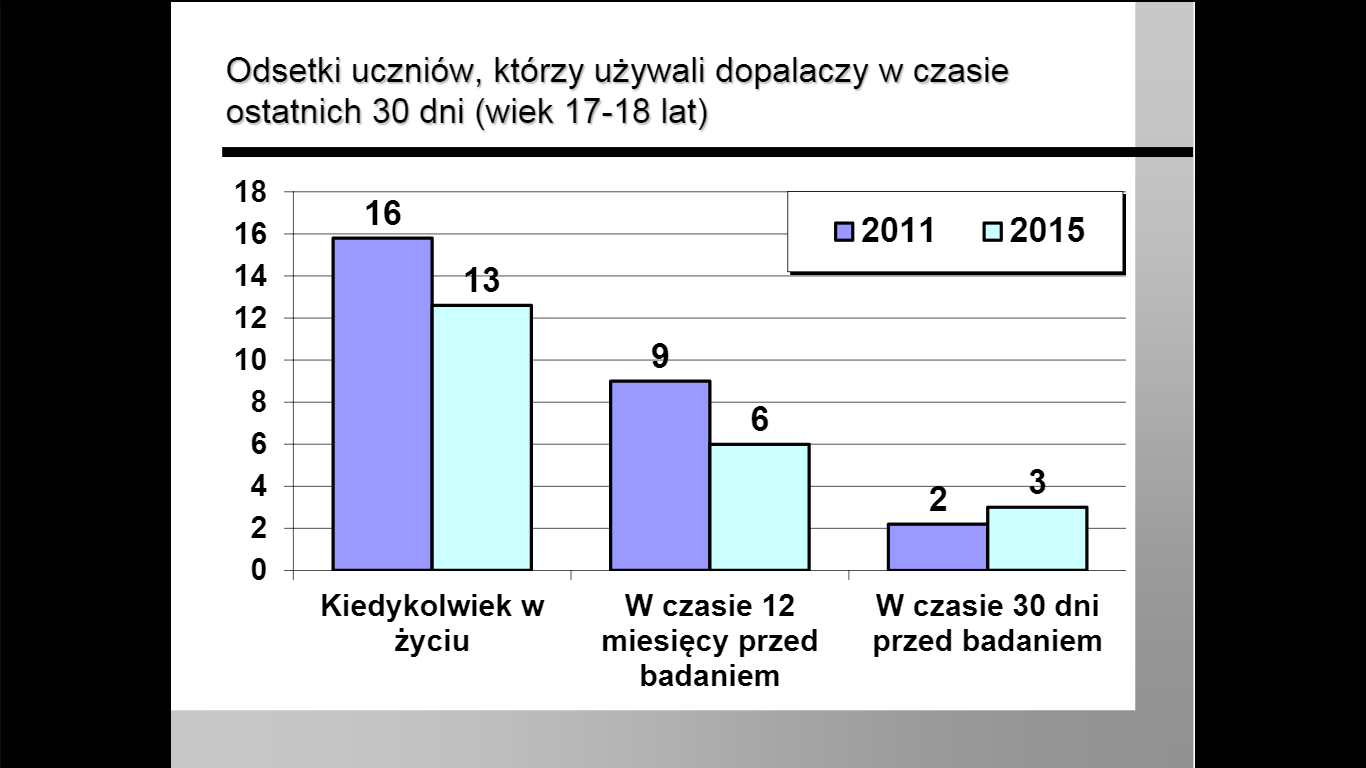 Odsetki uczniów, którzy używali dopalaczy w czasie
ostatnich 30 dni (wiek 17-18 lat)
18
16
14
12
10
8
6
4
2
0
16
13
9
6
2
3
2011
2015
Kiedykolwiek w
życiu
W czasie 12
miesięcy przed
badaniem
W czasie 30 dni
przed badaniem